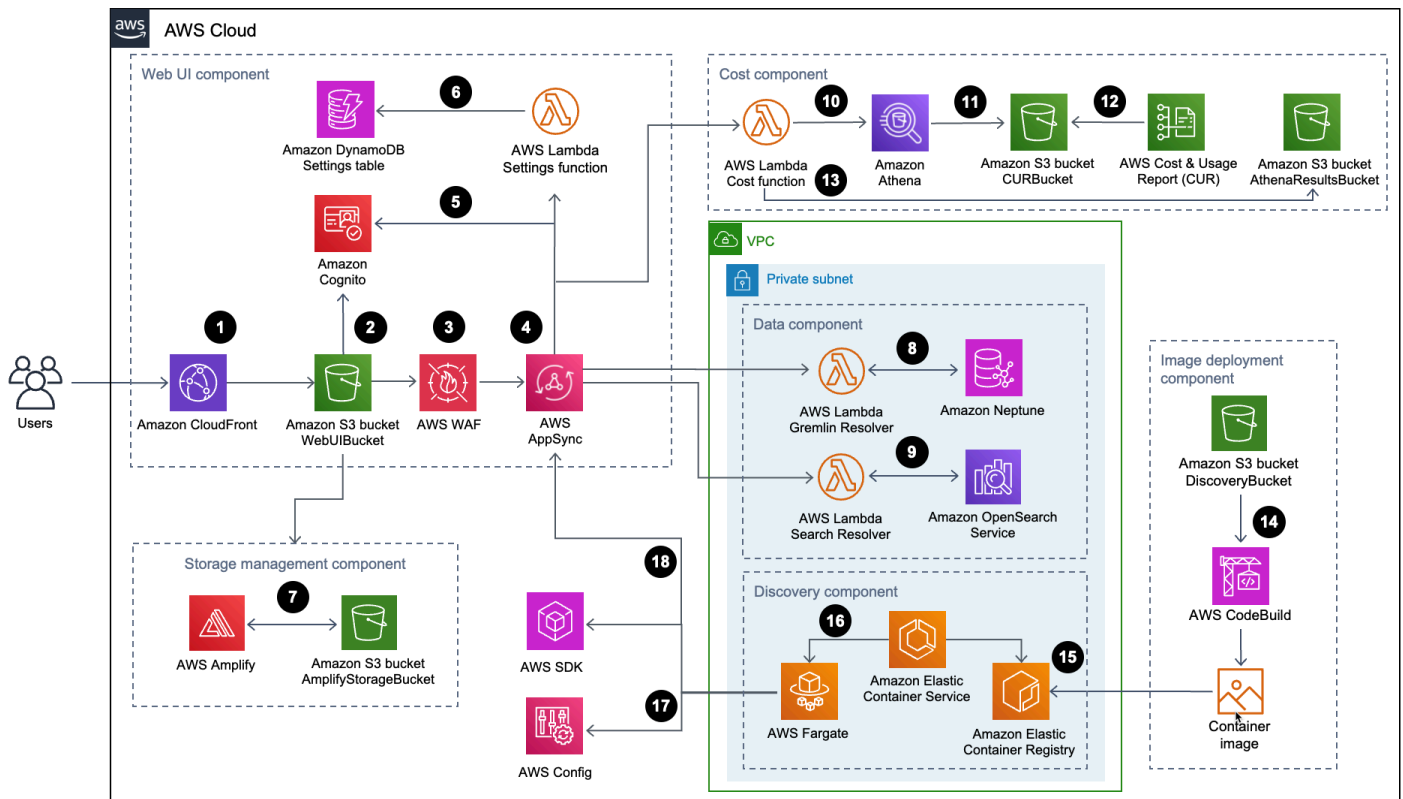 aws
AWS Cloud
Web UI component
6
Amazon DynamoDB
Settings table
AWS Lambda
Settings function
5
Amazon
Cognito
1
2
3
4
Users
Amazon CloudFront
Amazon S3 bucket
WebUIBucket
AWS WAF
AWS
AppSync
Cost component
10
11
12
AWS Lambda
Cost function
13
Amazon
Athena
Amazon S3 bucket
CURBucket
AWS Cost & Usage
Report (CUR)
Amazon S3 bucket
AthenaResultsBucket
VPC
Private subnet
Data component
8
AWS Lambda
Gremlin Resolver
Amazon Neptune
9
AWS Lambda
Search Resolver
Amazon OpenSearch
Service
Image deployment
component
Amazon S3 bucket
DiscoveryBucket
14
AWS CodeBuild
Container
image
Storage management component
7
AWS Amplify
Amazon S3 bucket
AmplifyStorageBucket
18
AWS SDK
17
AWS Config
Discovery component
16
Amazon Elastic
Container Service
15
AWS Fargate
Amazon Elastic
Container Registry